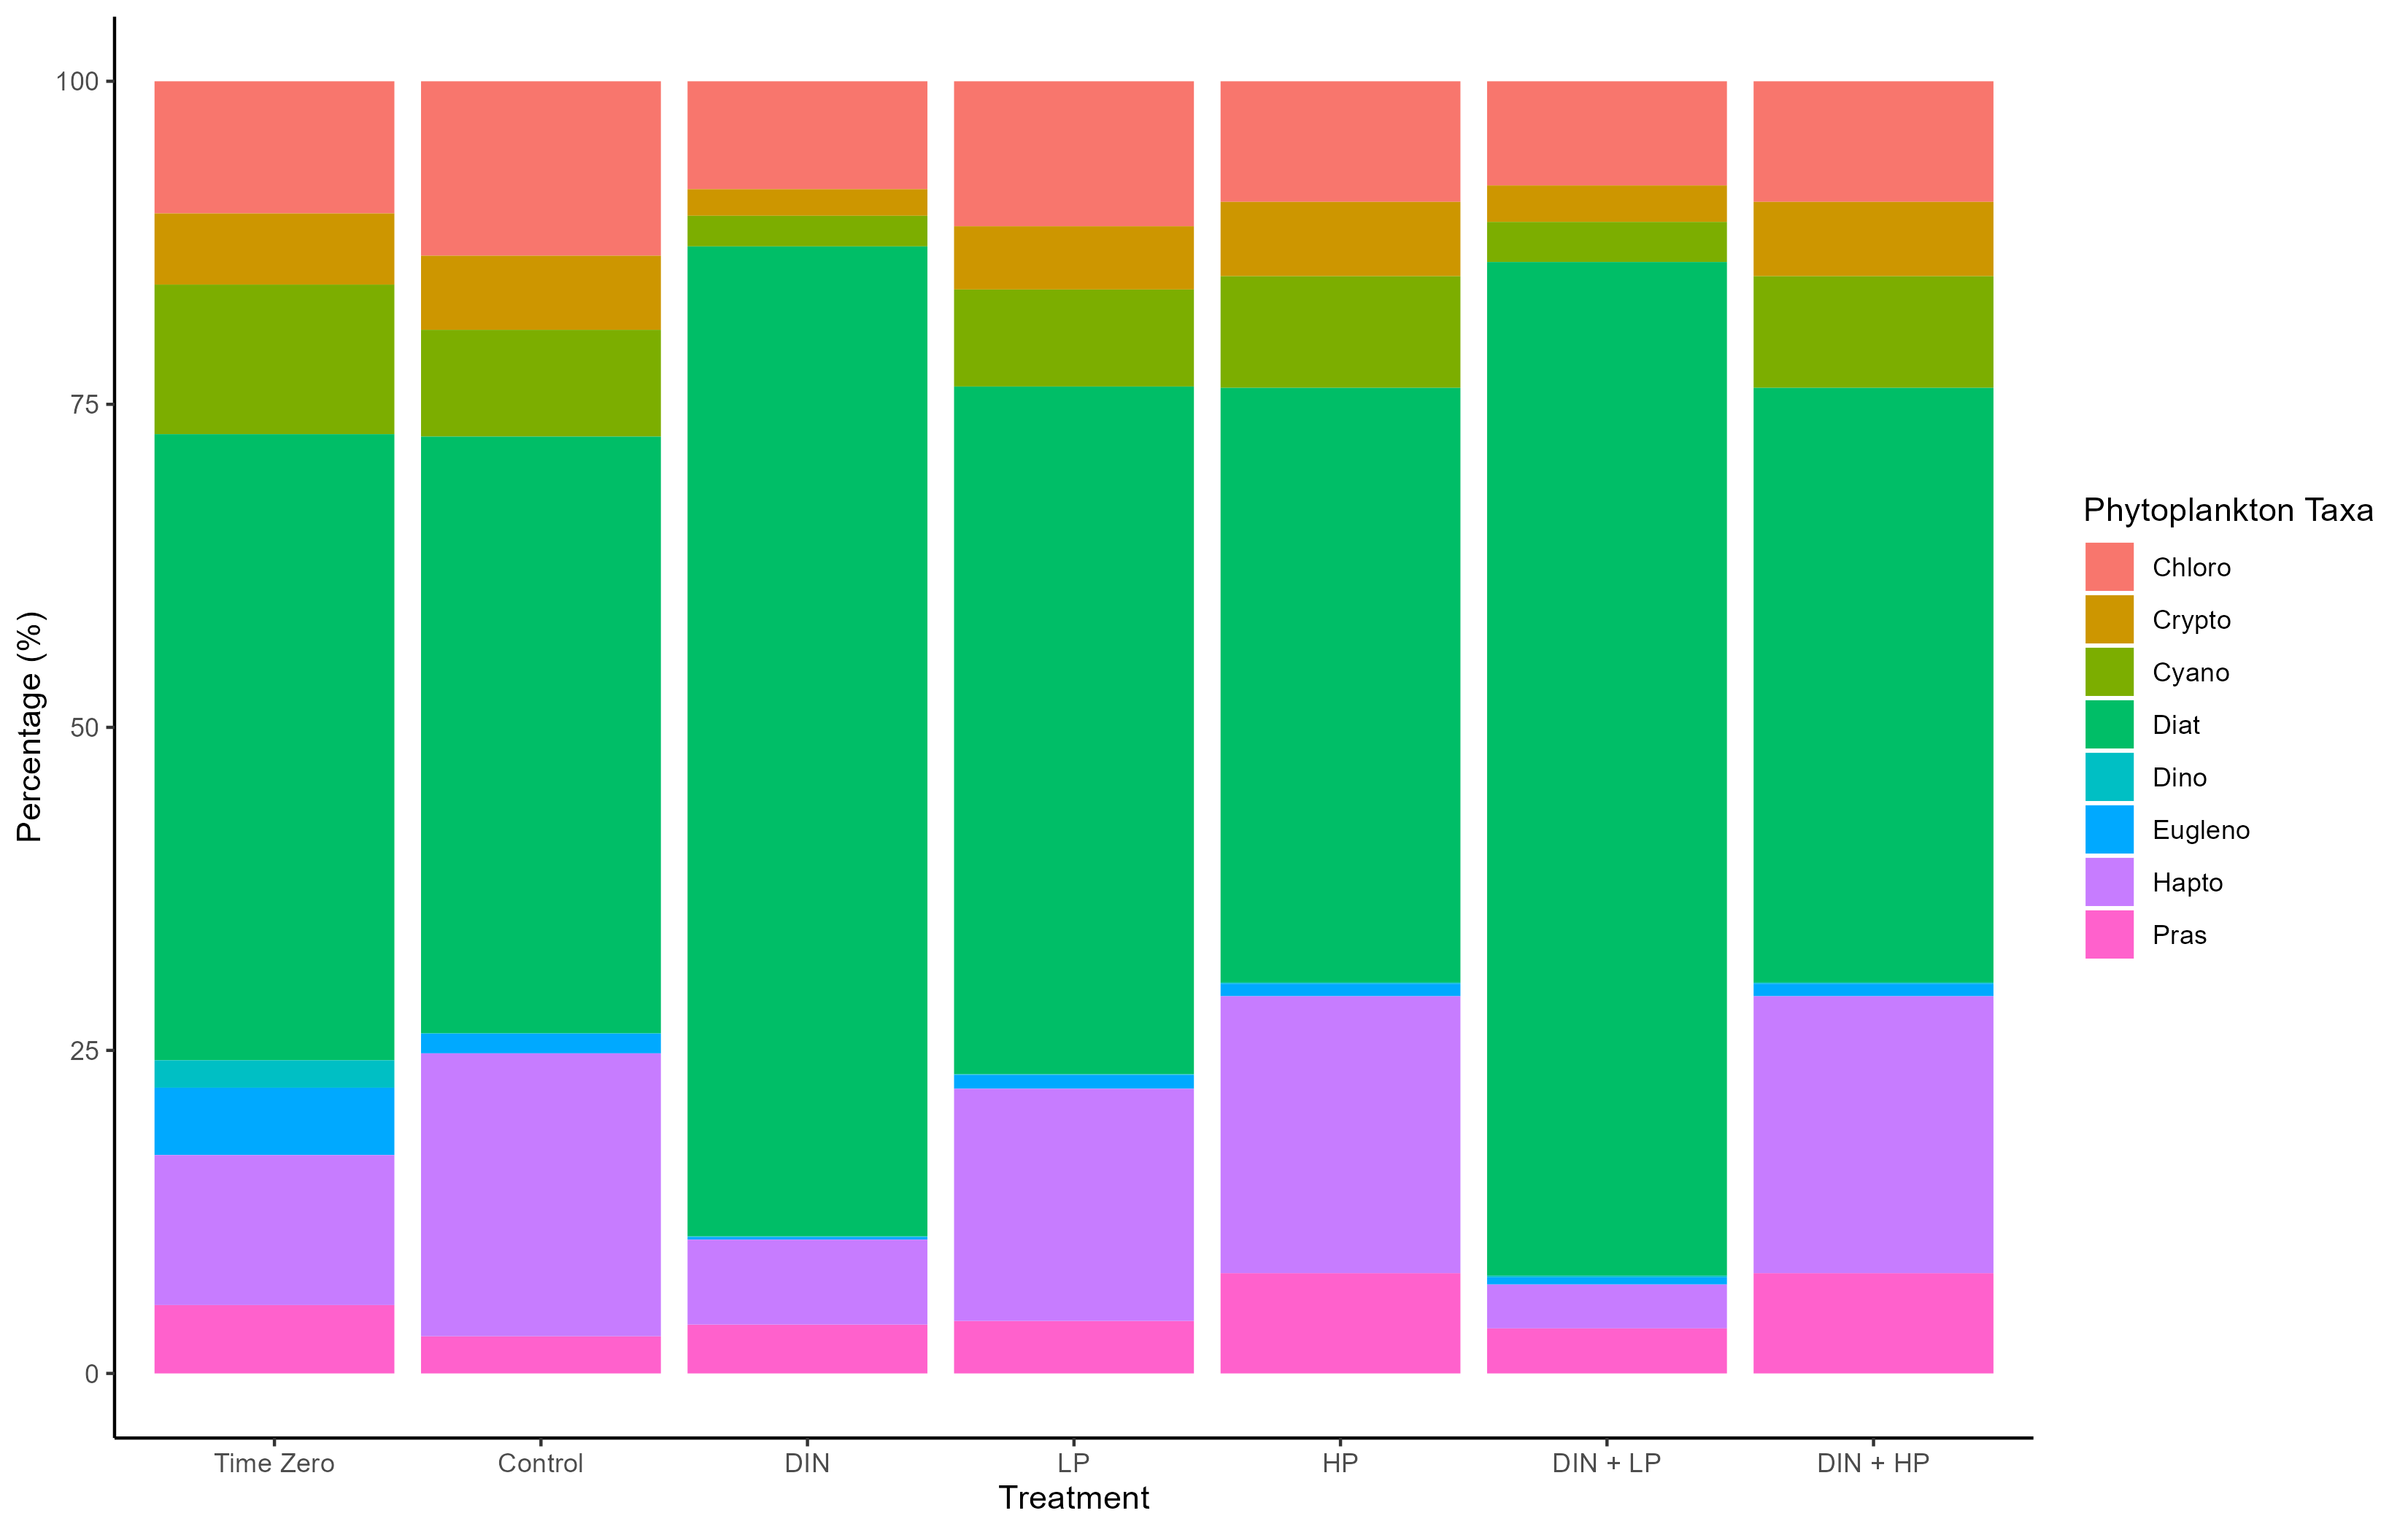 100
75
50
25
0
Percentage (%)
Time Zero
Control
DIN
LP
HP
DIN + LP
DIN + HP
Treatment
Phytoplankton Taxa
Chloro
Crypto
Cyano
Diat
Dino
Eugleno
Hapto
Pras